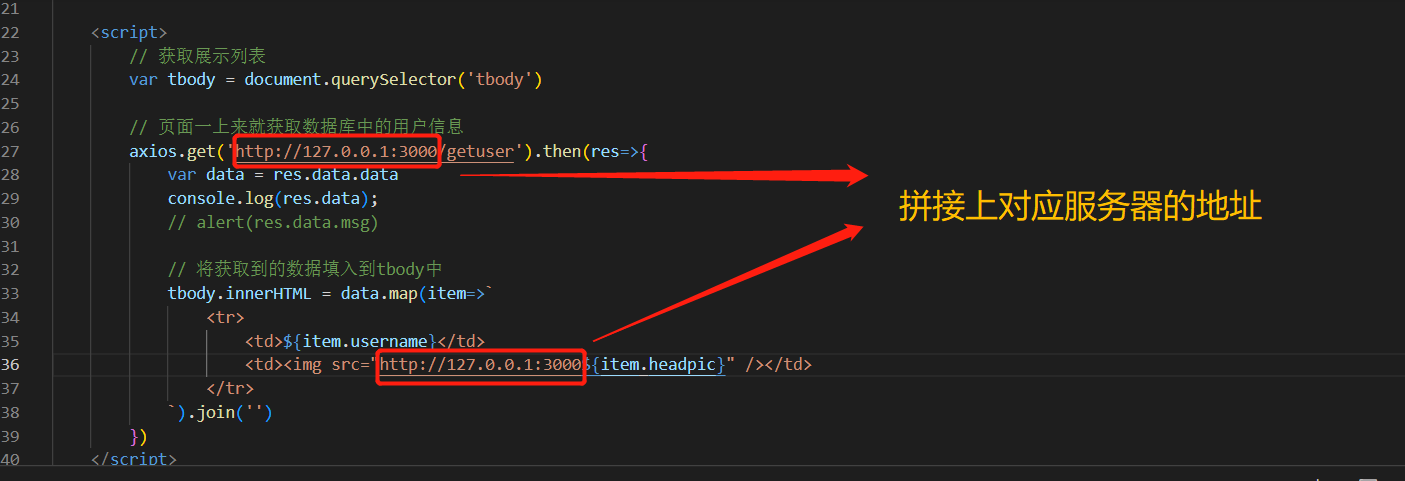 21
22 <script>
23 // 获取展示列表
24 var tbody = document.querySelector('tbody')
25
26 // 页面一上来就获取数据库中的用户信息
27 axios.get('http://127.0.0.1:3000/getuser').then(res=>{
28 var data = res.data.data
29 console.log(res.data);
拼接上对应服务器的地址
30 // alert(res.data.msg)
31
32 // 将获取到的数据填入到tbody中
33 tbody.innerHTML = data.map(item=>`
34 <tr>
35 <td>${item.username}</td>
36 <td><img src="http://127.0.0.1:3000${item.headpic}" /></td>
37 </tr>
38 `).join('')
39 })
40 </script>